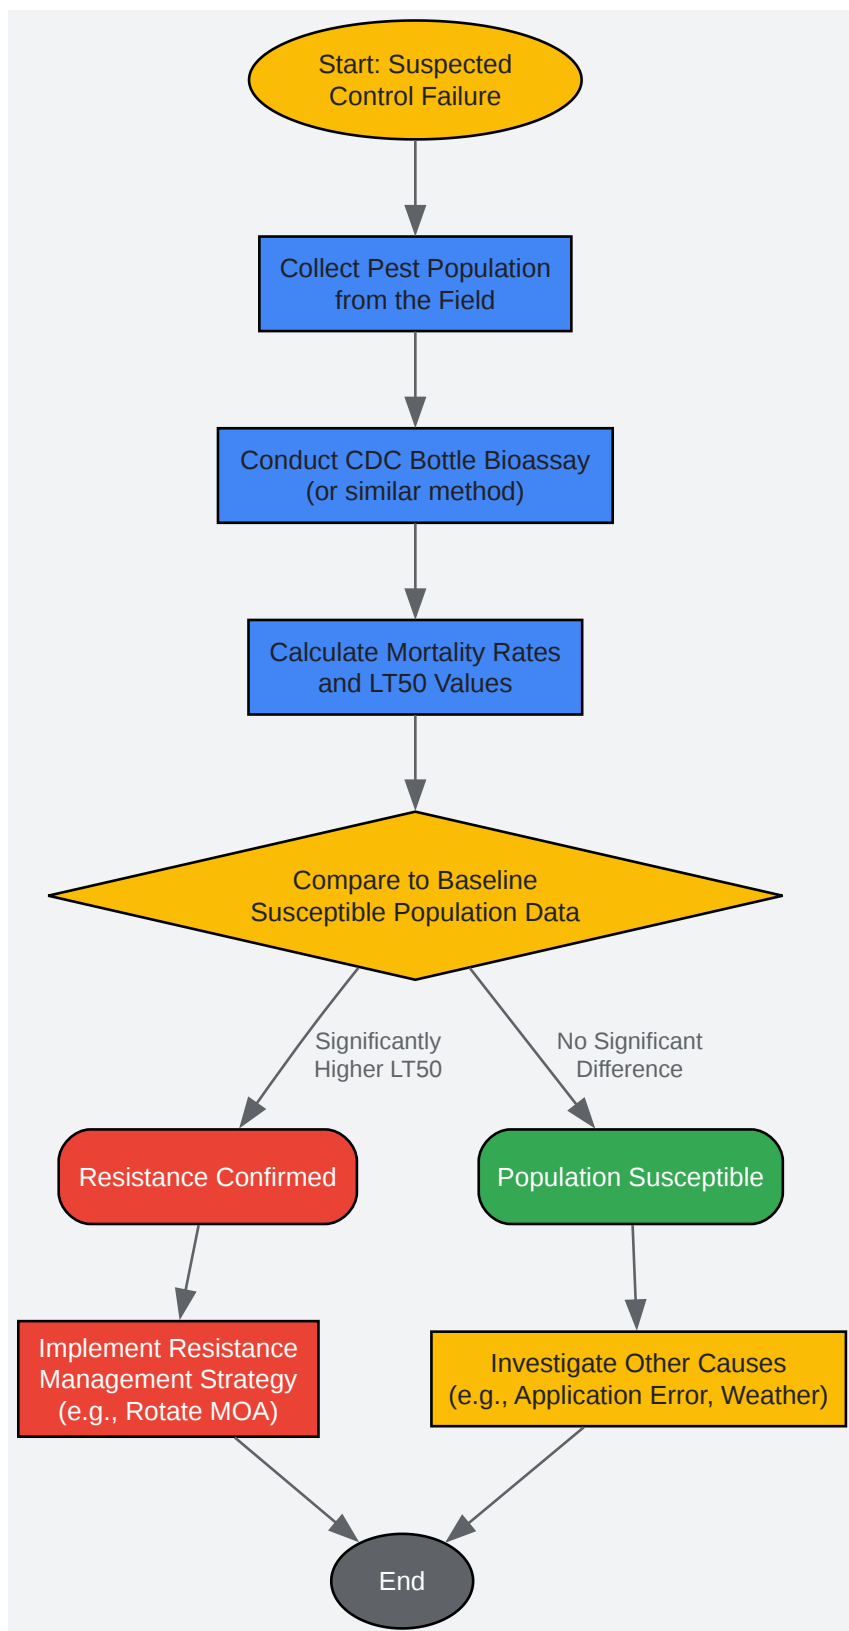 Start: Suspected
Control Failure
Collect Pest Population
from the Field
Conduct CDC Bottle Bioassay
(or similar method)
Calculate Mortality Rates
and LT50 Values
Compare to Baseline
Susceptible Population Data
Significantly
Higher LT50
No Significant
Difference
Resistance Confirmed
Population Susceptible
Implement Resistance
Management Strategy
(e.g., Rotate MOA)
Investigate Other Causes
(e.g., Application Error, Weather)
End